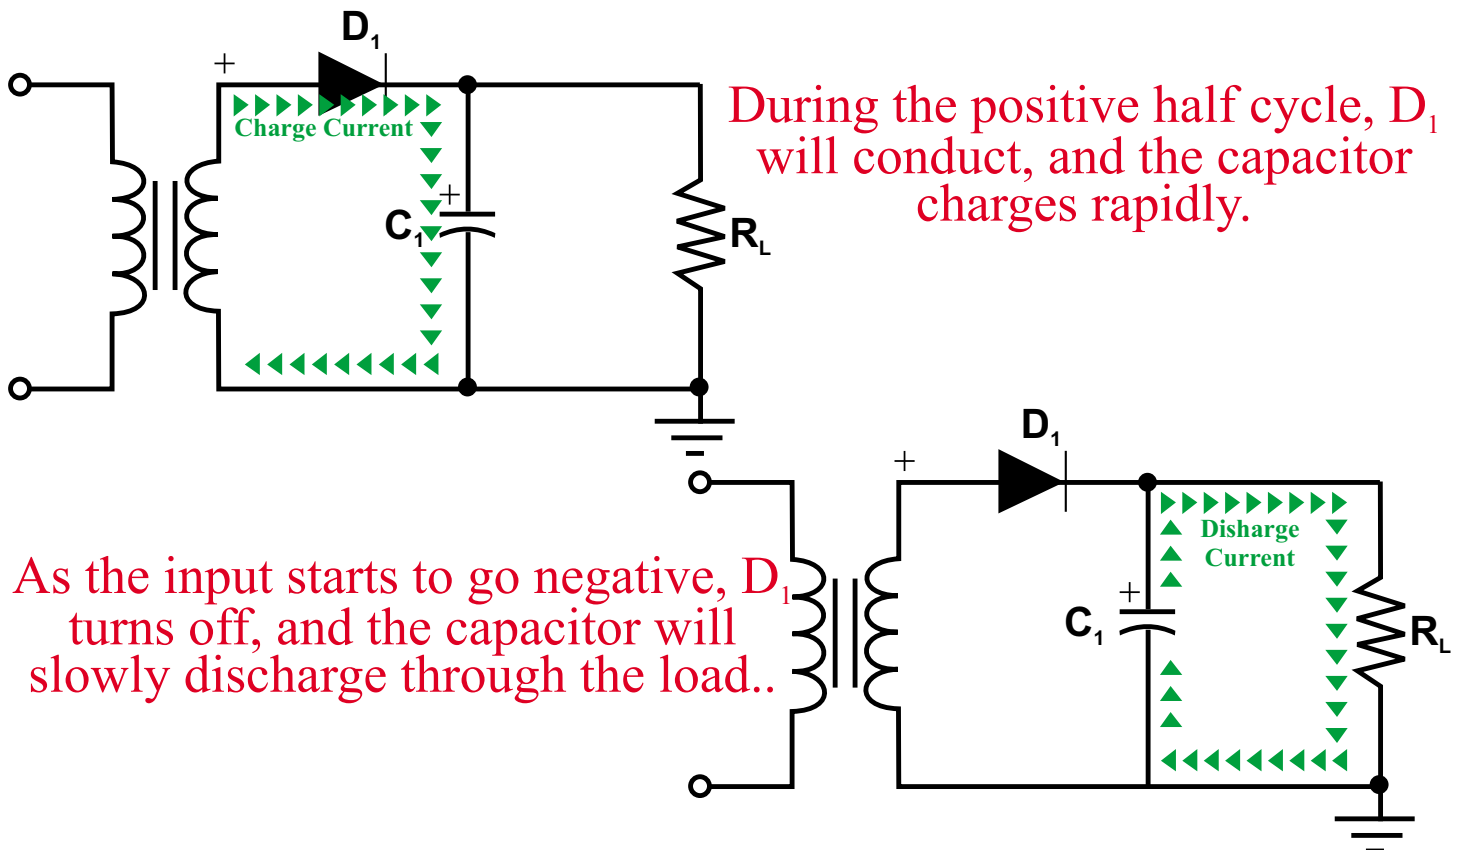 D1
+
Charge Current
During the positive half cycle, D1
will conduct, and the capacitor
charges rapidly.
+
C1
RL
D1
+
Disharge
Current
As the input starts to go negative, D1
turns off, and the capacitor will
slowly discharge through the load..
+
C1
RL